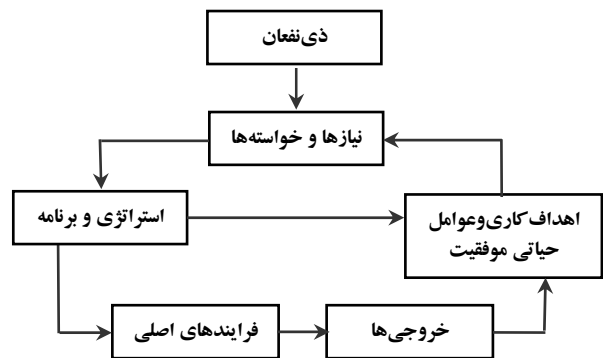 ذی‌نفعان
نیازها و خواسته‌ها
استراتژی و برنامه
اهداف‌کاری‌وعوامل
حیاتی موفقیت
فرایندهای اصلی
خروجی‌ها